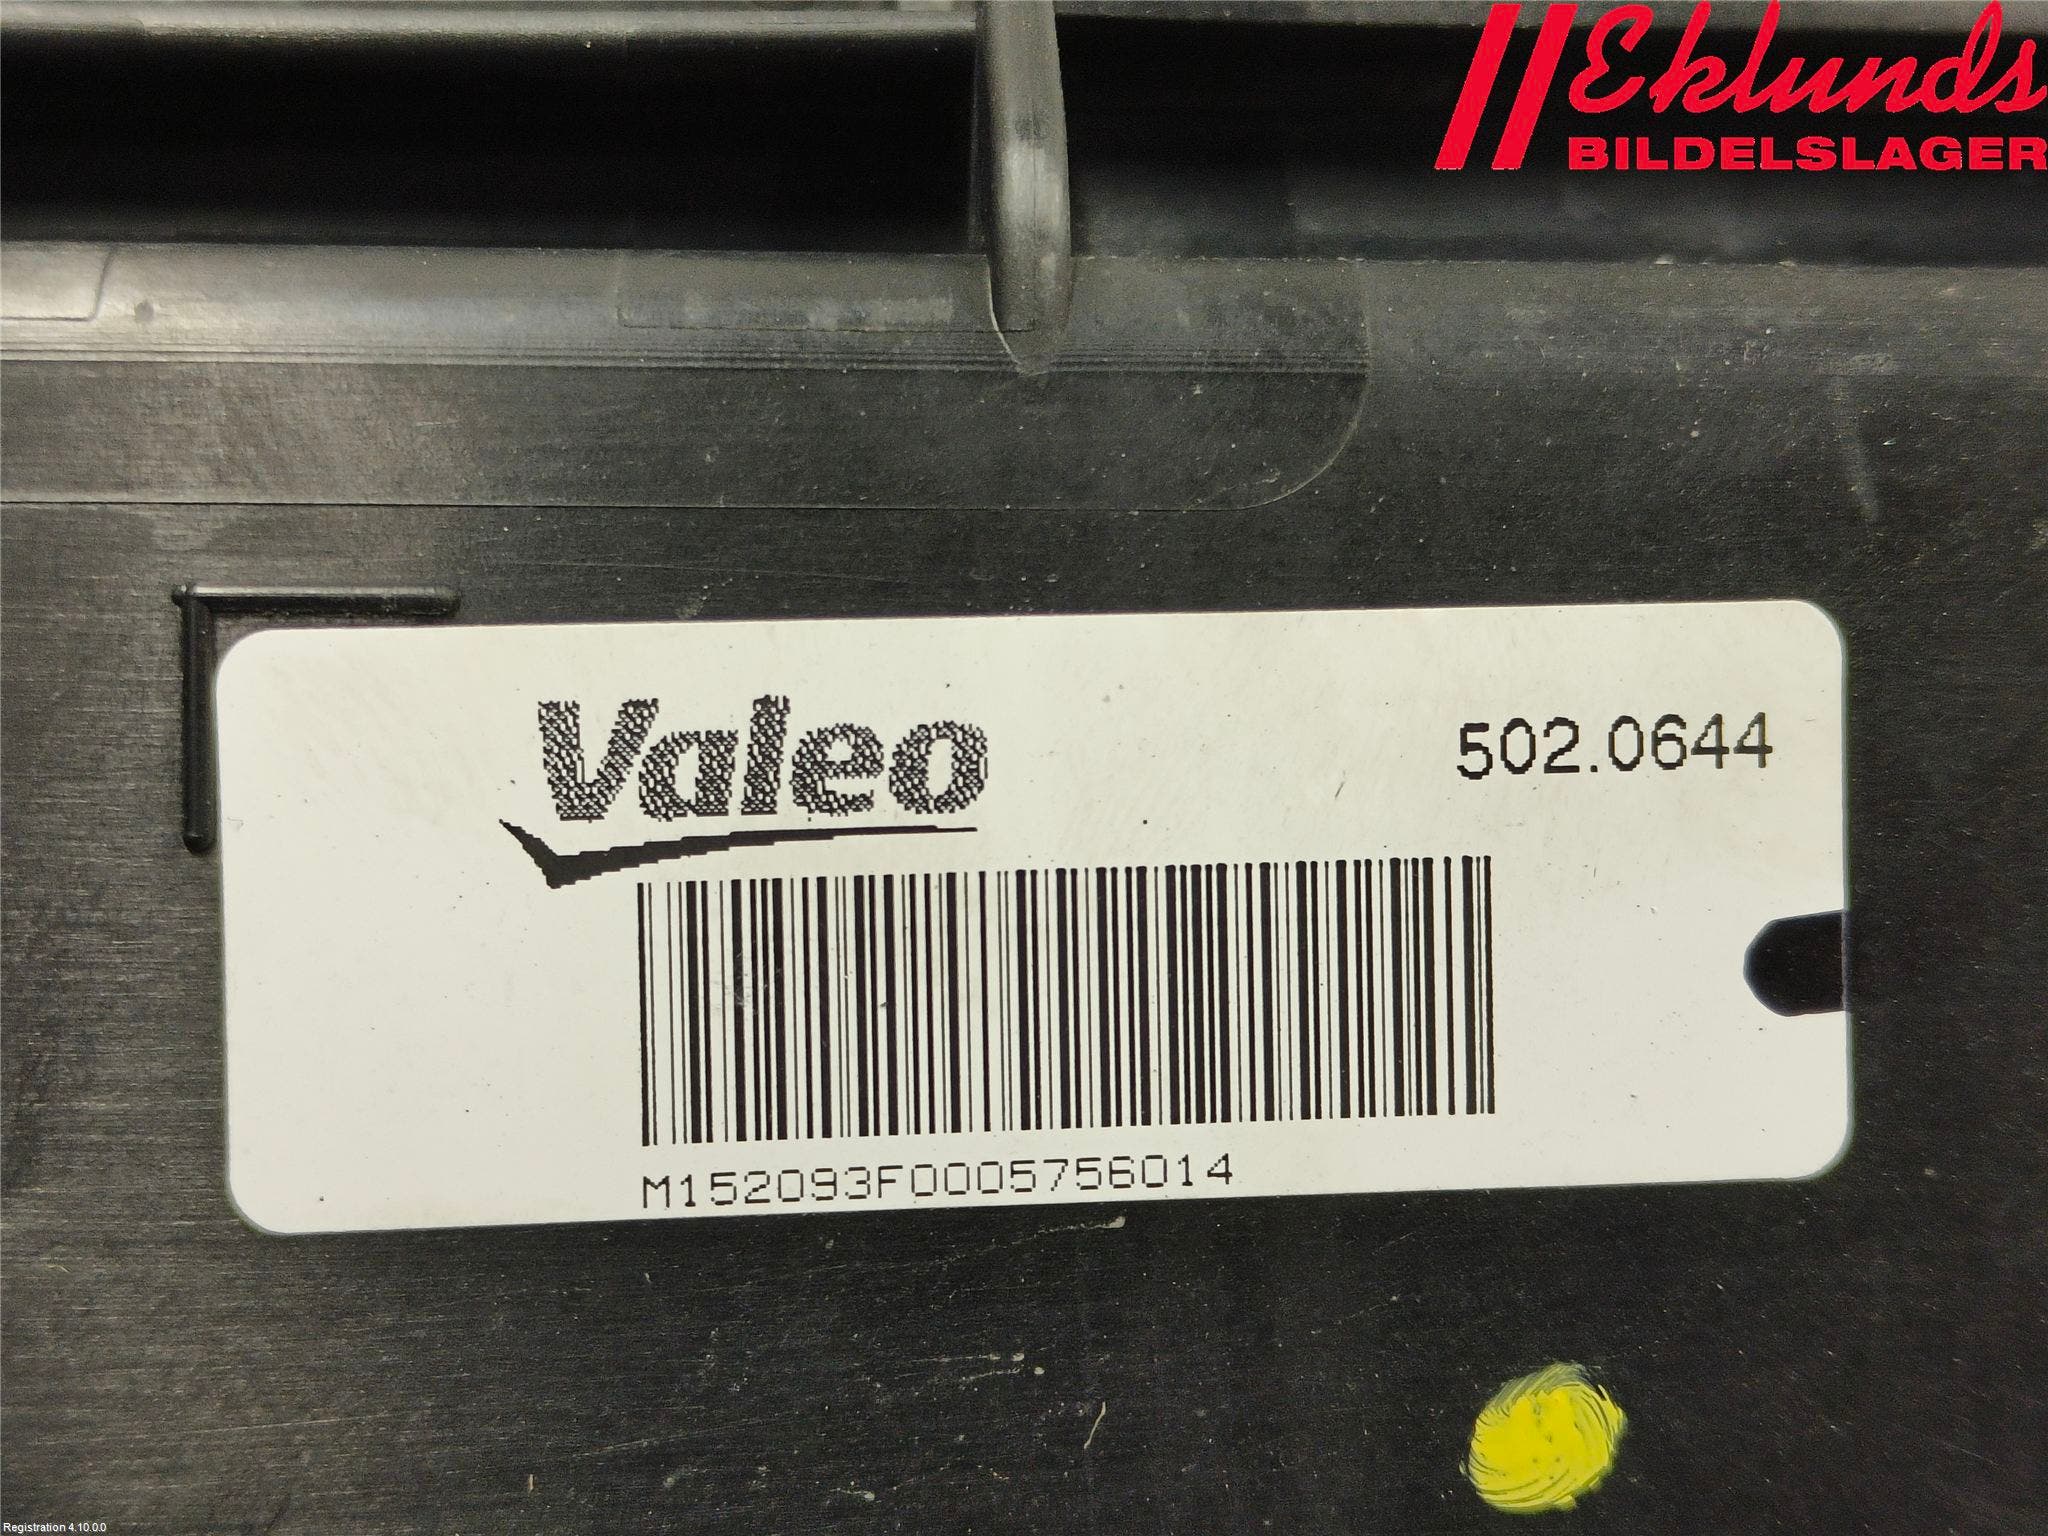 Eklunds
BILDELSLAGER
Valeo
502.0644
M152093F0005756014
Registration 4.10.0.0